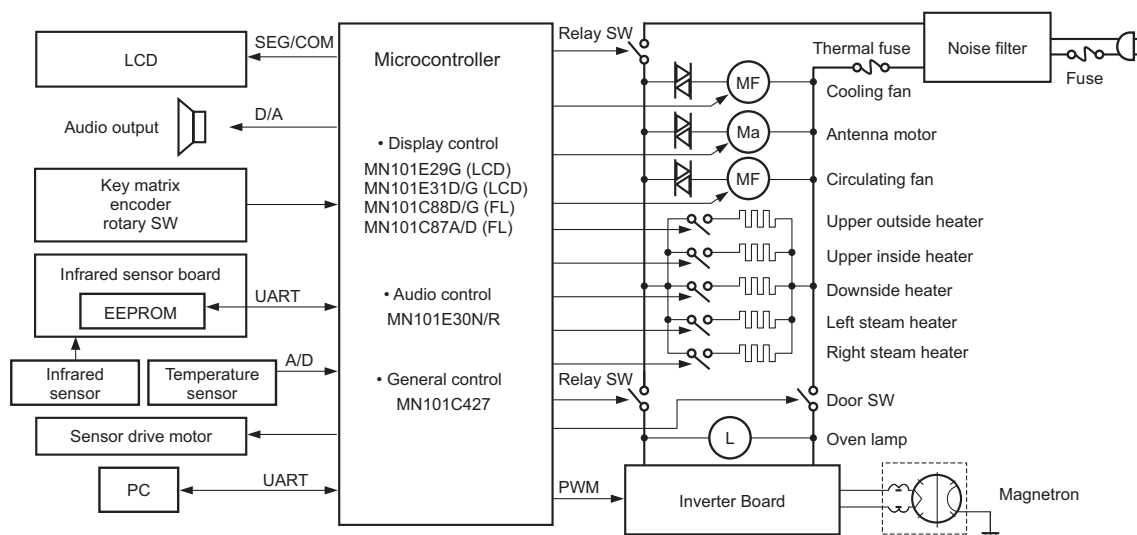 LCD
SEG/COM
Audio output
D/A
Key matrix
encoder
rotary SW
Infrared sensor board
EEPROM
UART
Infrared
sensor
Temperature
sensor
A/D
Sensor drive motor
PC
UART
Microcontroller
• Display control
MN101E29G (LCD)
MN101E31D/G (LCD)
MN101C88D/G (FL)
MN101C87A/D (FL)
• Audio control
MN101E30N/R
• General control
MN101C427
Relay SW
Thermal fuse
Noise filter
Fuse
MF
Cooling fan
Ma
Antenna motor
MF
Circulating fan
Upper outside heater
Upper inside heater
Downside heater
Left steam heater
Right steam heater
Relay SW
Door SW
L
Oven lamp
PWM
Inverter Board
Magnetron